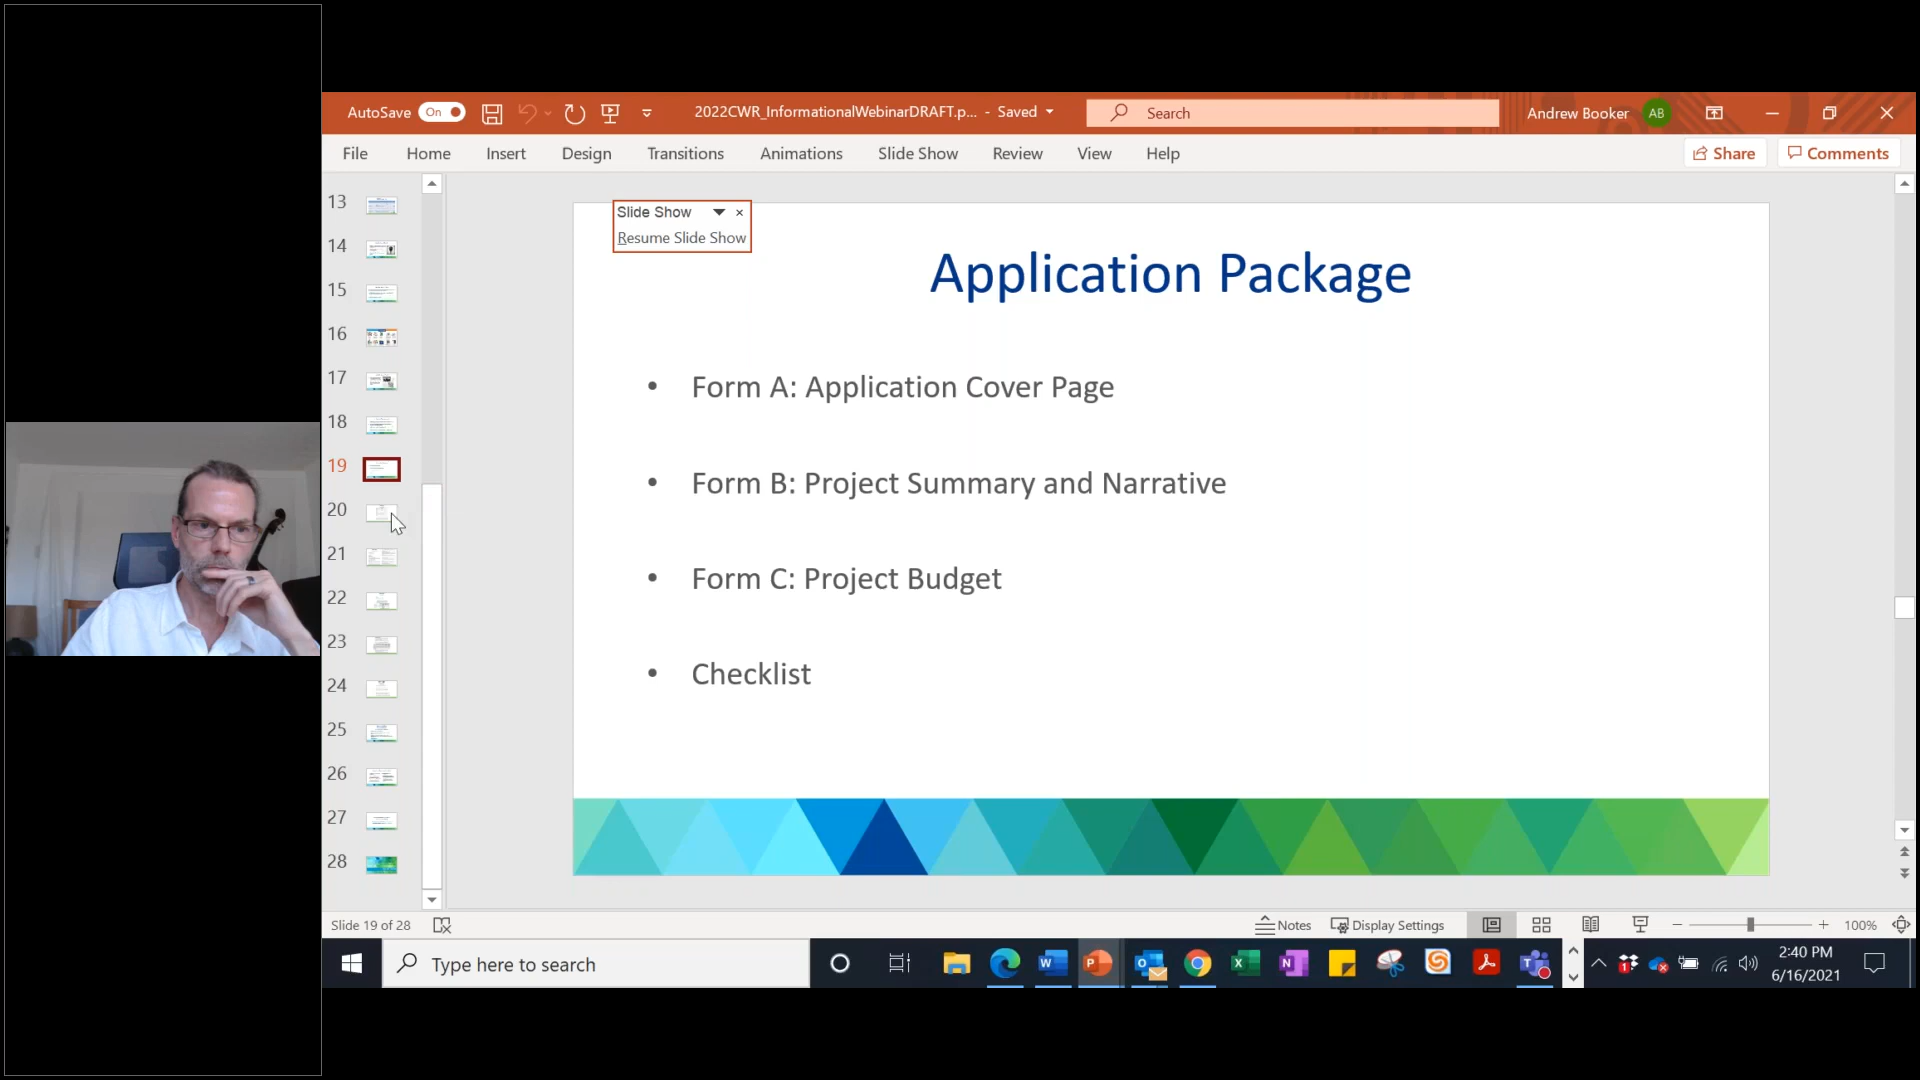 AutoSave On 2022CWR_InformationalWebinarDRAFT.p... - Saved Search Andrew Booker AB
File Home Insert Design Transitions Animations Slide Show Review View Help Share Comments
Slide Show
Resume Slide Show
13
14
15
16
17
18
19
20
21
22
23
24
25
26
27
28
Application Package
• Form A: Application Cover Page
• Form B: Project Summary and Narrative
• Form C: Project Budget
• Checklist
Slide 19 of 28 Notes Display Settings 100%
Type here to search
2:40 PM
6/16/2021